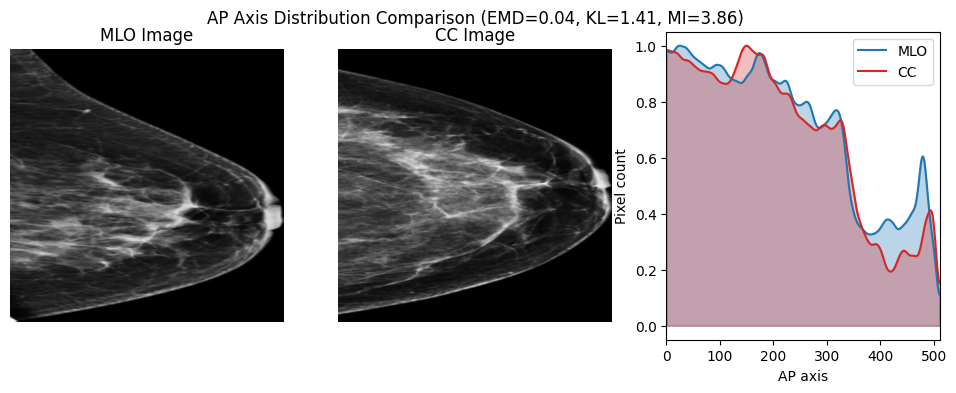 AP Axis Distribution Comparison (EMD=0.04, KL=1.41, MI=3.86)
MLO Image
CC Image
MLO
CC
Pixel count
1.0
0.8
0.6
0.4
0.2
0.0
0 100 200 300 400 500
AP axis